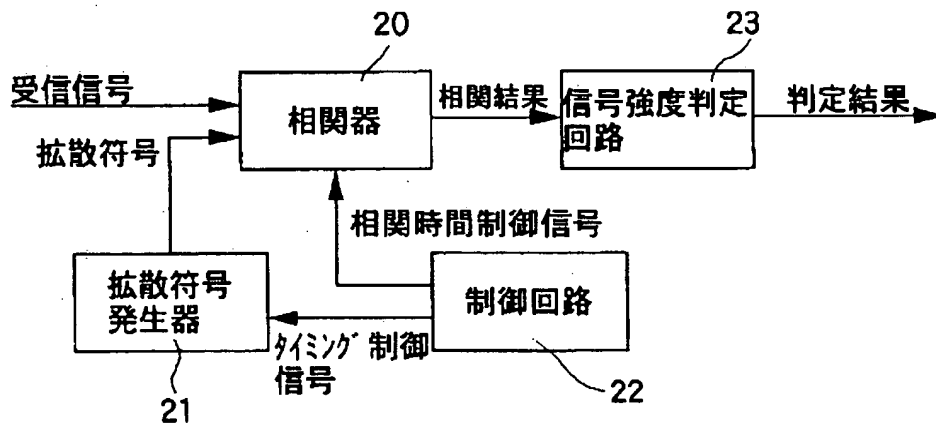 20
23
受信信号
相関器
相関結果
信号強度判定
回路
判定結果
拡散符号
相関時間制御信号
拡散符号
発生器
制御回路
タイミング制御
信号
21
22